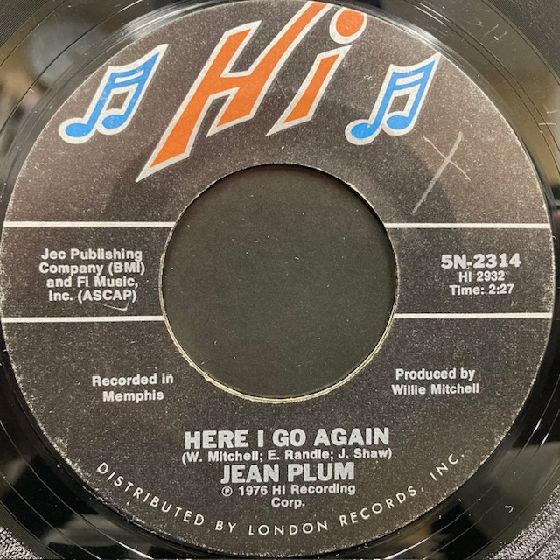 Hi
Jec Publishing
Company (BMI)
and Fi Music,
Inc. (ASCAP)
5N-2314
HI 2932
Time: 2:27
Recorded in
Memphis
Produced by
Willie Mitchell
HERE I GO AGAIN
(W. Mitchell; E. Randle; J. Shaw)
JEAN PLUM
℗ 1976 HI Recording
Corp.
DISTRIBUTED BY LONDON RECORDS, INC.